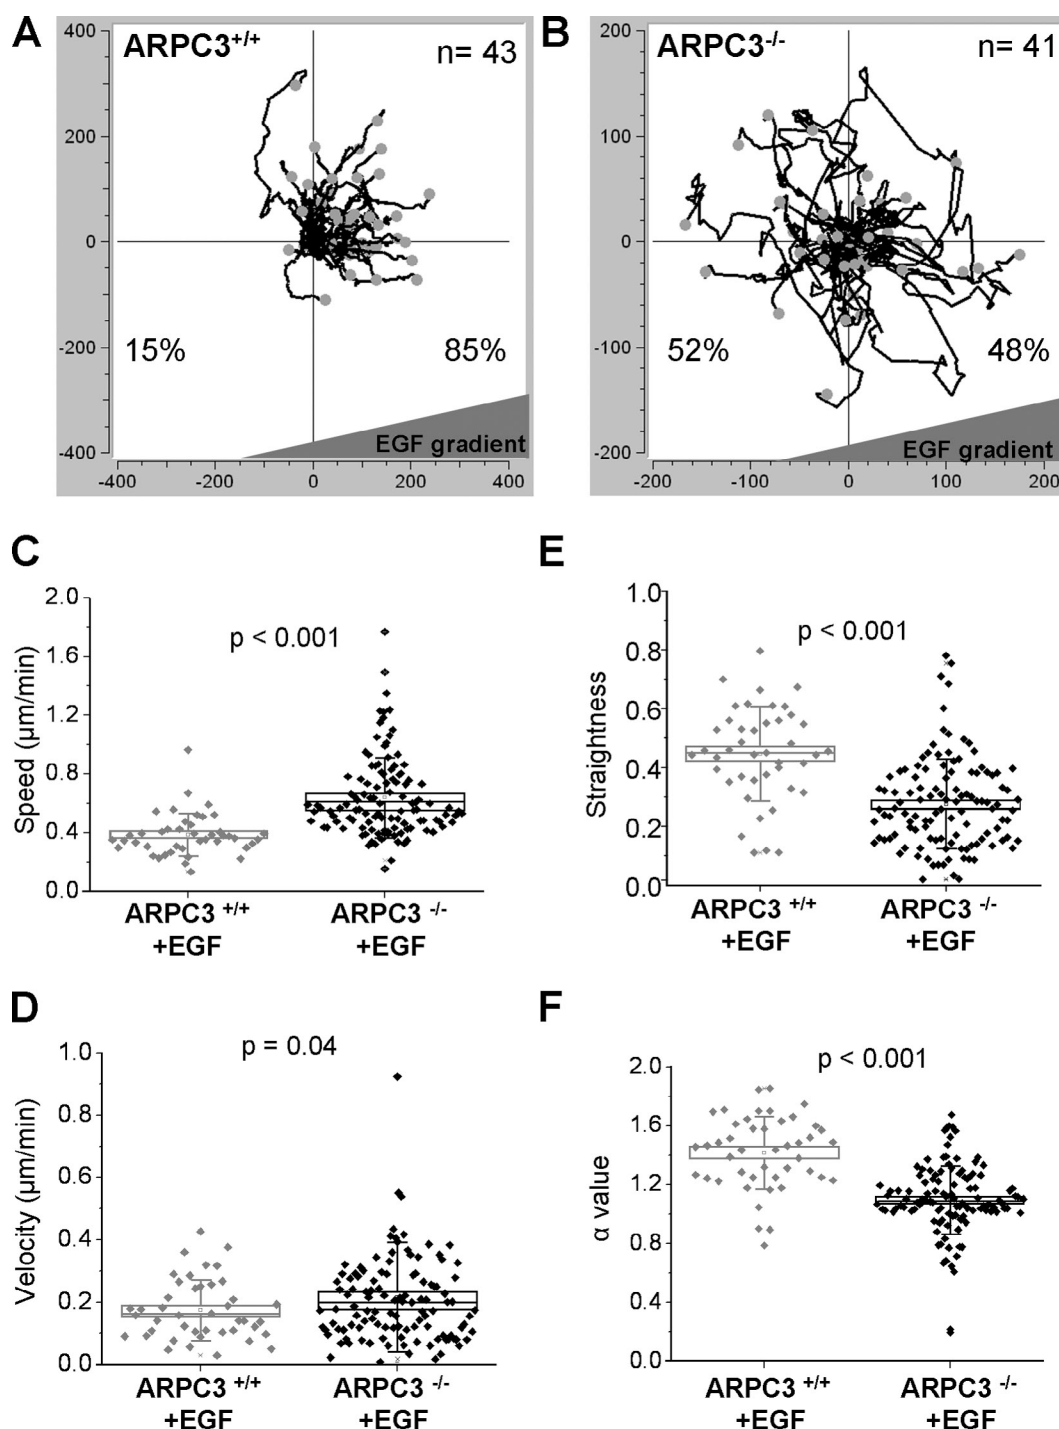 A
ARPC3+/+
n= 43
400
200
0
-200
-400
15%
85%
EGF gradient
-400
-200
0
200
400
B
ARPC3-/-
n= 41
200
100
0
-100
-200
52%
48%
EGF gradient
-200
-100
0
100
200
C
2.0
1.6
1.2
0.8
0.4
0.0
Speed (µm/min)
p < 0.001
ARPC3 +/+
+EGF
ARPC3 -/-
+EGF
E
1.0
0.8
0.6
0.4
0.2
0.0
Straightness
p < 0.001
ARPC3 +/+
+EGF
ARPC3 -/-
+EGF
D
1.0
0.8
0.6
0.4
0.2
0.0
Velocity (µm/min)
p = 0.04
ARPC3 +/+
+EGF
ARPC3 -/-
+EGF
F
2.0
1.6
1.2
0.8
0.4
0.0
α value
p < 0.001
ARPC3 +/+
+EGF
ARPC3 -/-
+EGF